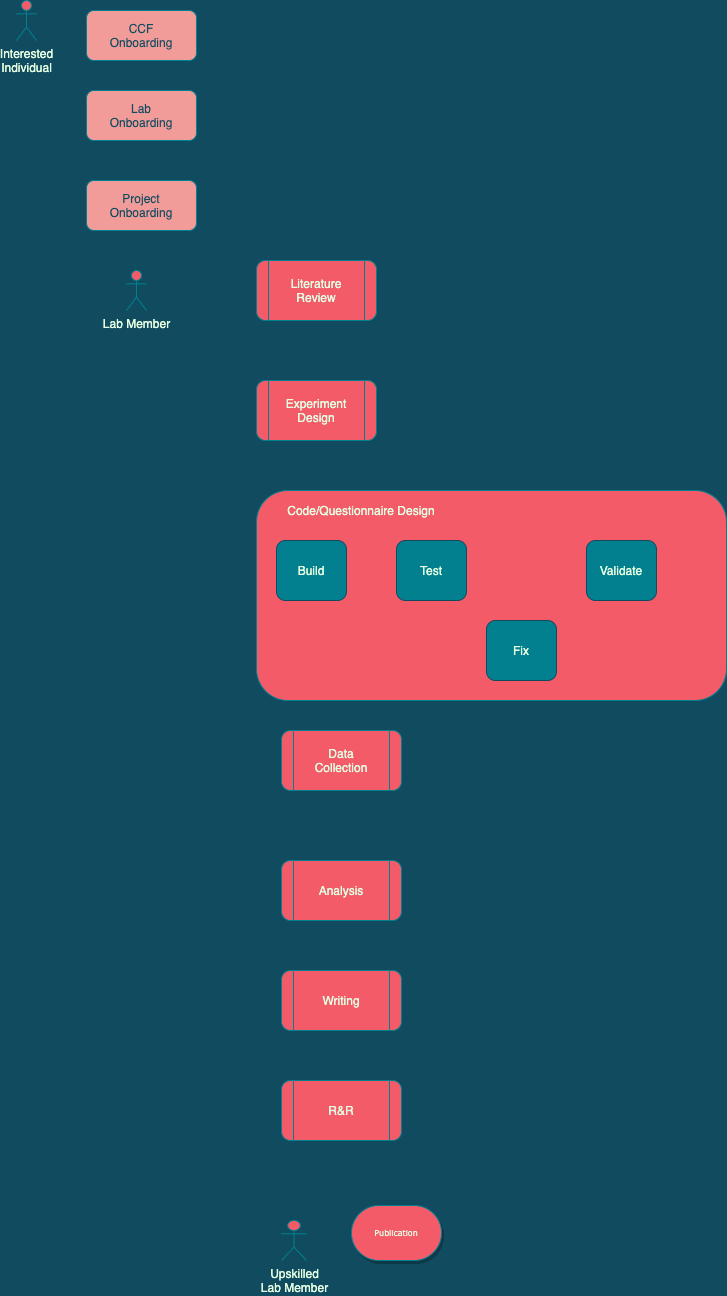 Interested
Individual
CCF
Onboarding
Lab
Onboarding
Project
Onboarding
Lab Member
Literature
Review
Experiment
Design
Code/Questionnaire Design
Build
Test
Validate
Fix
Data
Collection
Analysis
Writing
R&R
Publication
Upskilled
Lab Member